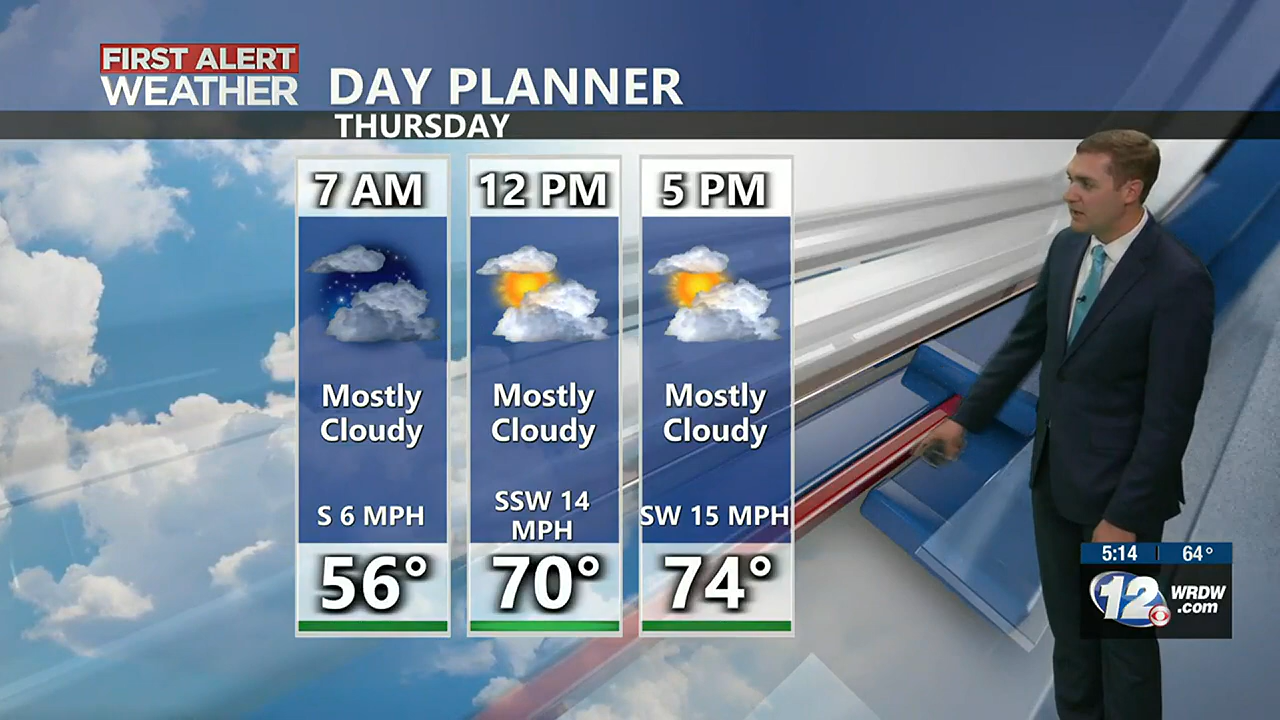 FIRST ALERT
WEATHER
DAY PLANNER
THURSDAY
7 AM
Mostly
Cloudy
S 6 MPH
56°
12 PM
Mostly
Cloudy
SSW 14
MPH
70°
5 PM
Mostly
Cloudy
SW 15 MPH
74°
5:14 64°
12 WRDW
.com